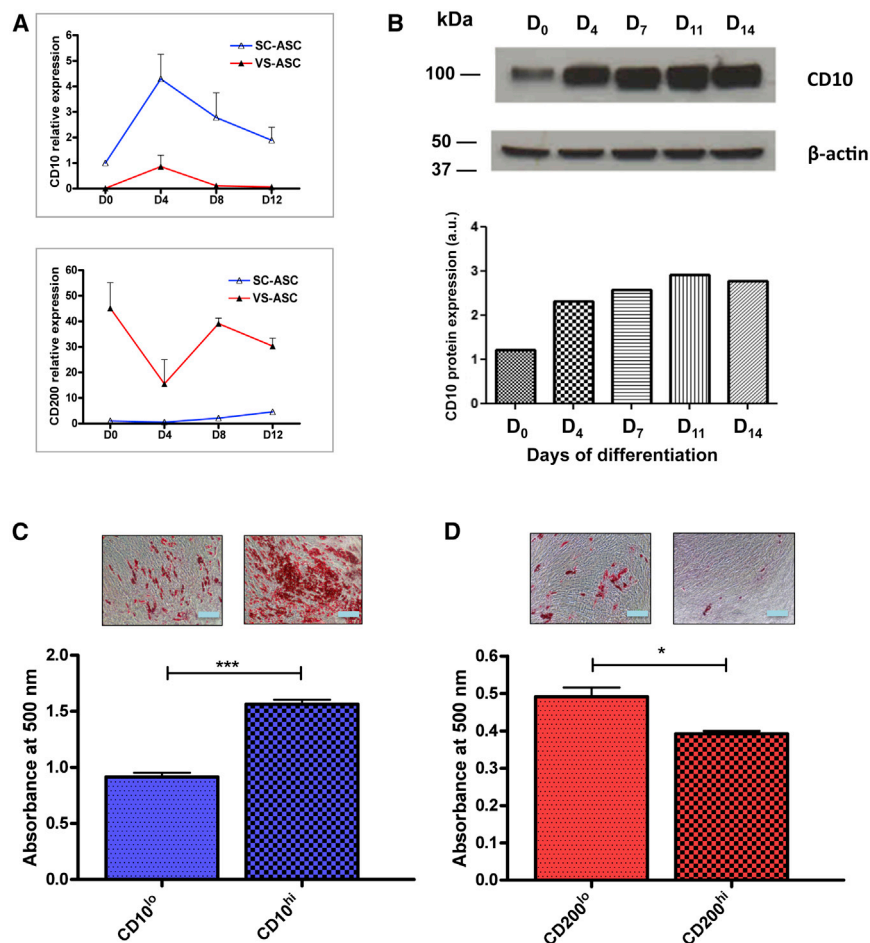 A
CD10 relative expression
6
5
4
3
2
1
0
SC-ASC
VS-ASC
D0 D4 D8 D12
CD200 relative expression
60
50
40
30
20
10
0
SC-ASC
VS-ASC
D0 D4 D8 D12
B
kDa D0 D4 D7 D11 D14
100 CD10
50
37
β-actin
CD10 protein expression (a.u.)
4
3
2
1
0
D0 D4 D7 D11 D14
Days of differentiation
C
Absorbance at 500 nm
2.0
1.5
1.0
0.5
0.0
***
CD10lo CD10hi
D
Absorbance at 500 nm
0.6
0.5
0.4
0.3
0.2
0.1
0.0
*
CD200lo CD200hi